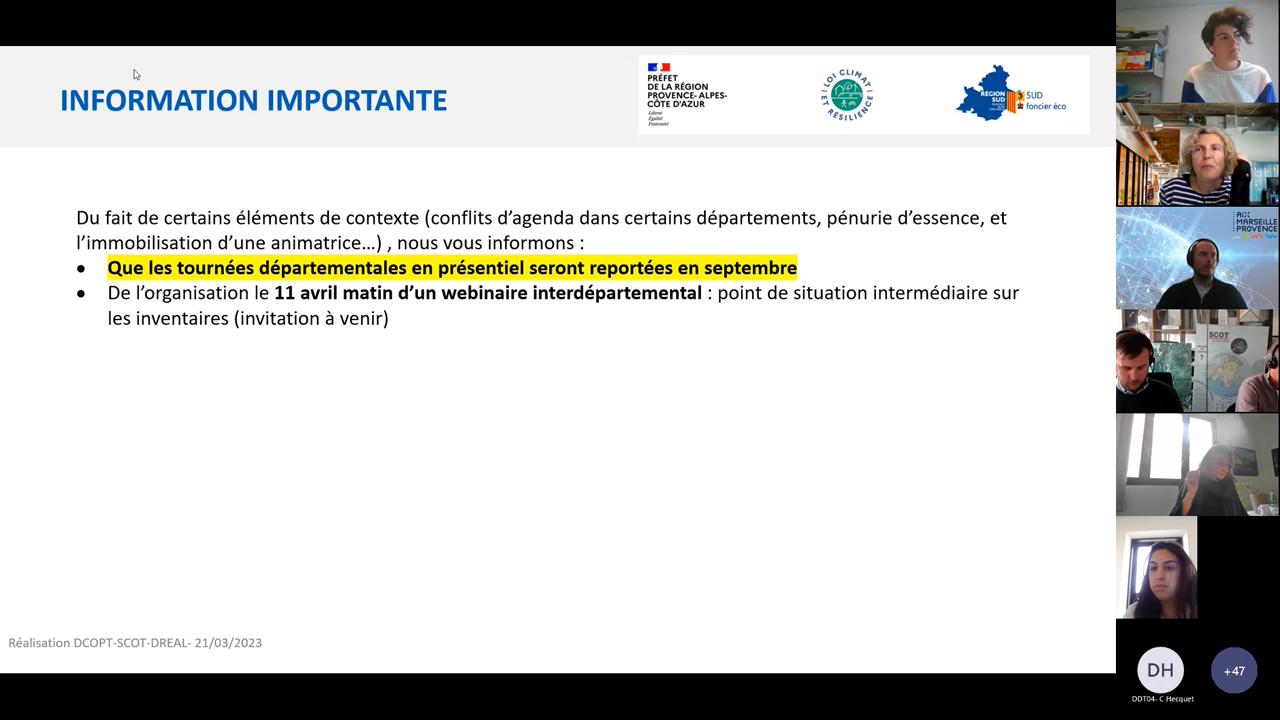 INFORMATION IMPORTANTE
PRÉFET
DE LA RÉGION
PROVENCE- ALPES-
CÔTE D'AZUR
Liberté
Égalité
Fraternité
LOI CLIMAT
ET RÉSILIENCE
RÉGION
SUD
SUD
foncier éco
Du fait de certains éléments de contexte (conflits d’agenda dans certains départements, pénurie d’essence, et
l’immobilisation d’une animatrice…) , nous vous informons :
• Que les tournées départementales en présentiel seront reportées en septembre
• De l’organisation le 11 avril matin d’un webinaire interdépartemental : point de situation intermédiaire sur
les inventaires (invitation à venir)
Réalisation DCOPT-SCOT-DREAL- 21/03/2023
AIX
MARSEILLE
PROVENCE
SCOT
DH
+47
DDT04- C Hecquet